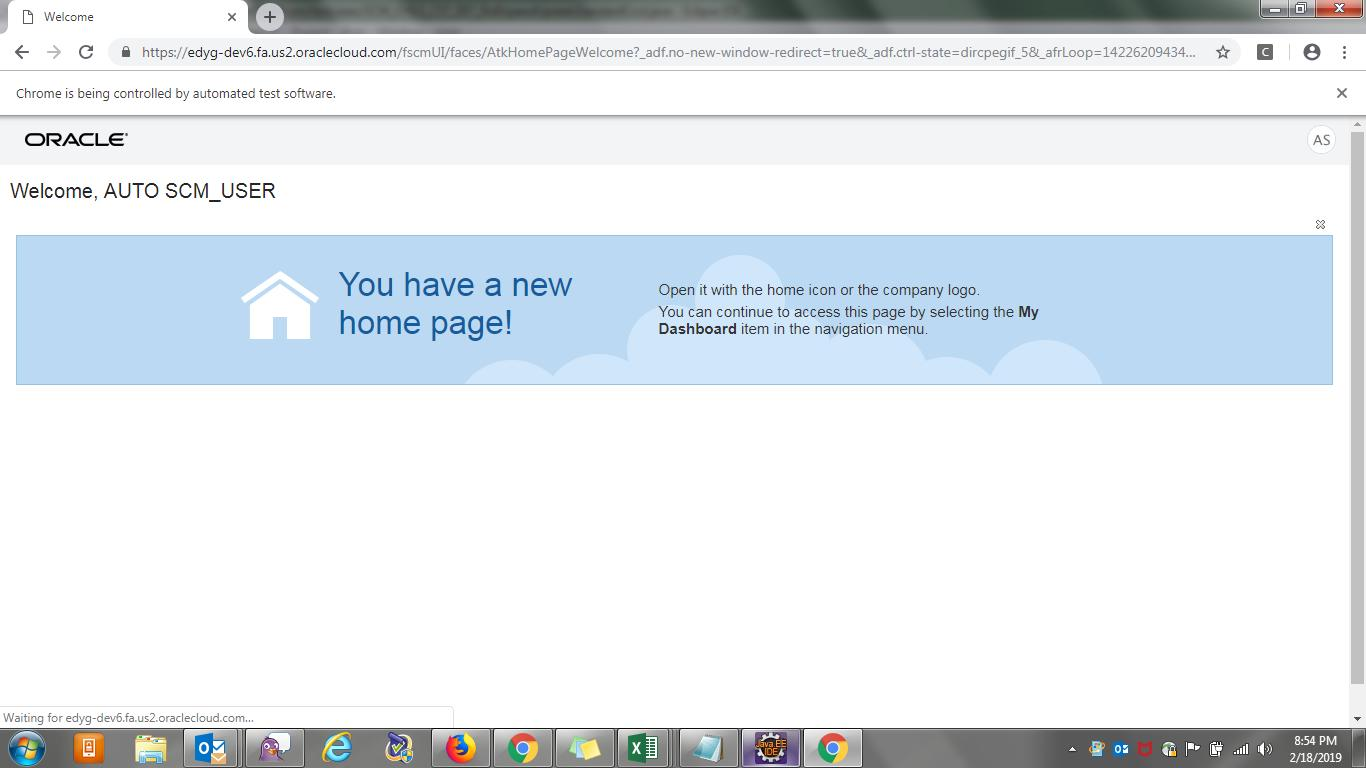 Welcome
https://edyg-dev6.fa.us2.oraclecloud.com/fscmUI/faces/AtkHomePageWelcome?_adf.no-new-window-redirect=true&_adf.ctrl-state=dircpegif_5&_afrLoop=14226209434...
C
Chrome is being controlled by automated test software.
ORACLE
AS
Welcome, AUTO SCM_USER
You have a new
home page!
Open it with the home icon or the company logo.
You can continue to access this page by selecting the My
Dashboard item in the navigation menu.
Waiting for edyg-dev6.fa.us2.oraclecloud.com...
Java EE
IDE
8:54 PM
2/18/2019